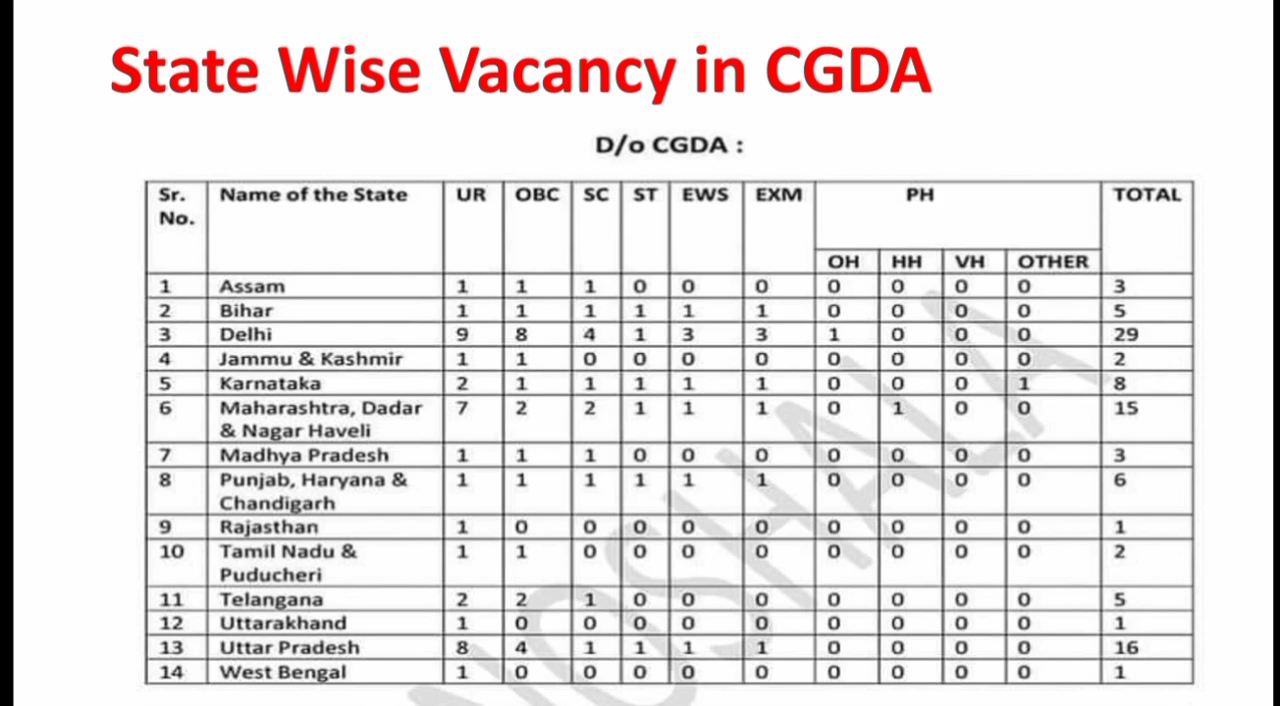 State Wise Vacancy in CGDA
D/o CGDA :
Sr. No. Name of the State UR OBC SC ST EWS EXM PH TOTAL
OH HH VH OTHER
1 Assam 1 1 1 0 0 0 0 0 0 0 3
2 Bihar 1 1 1 1 1 1 0 0 0 0 5
3 Delhi 9 8 4 1 3 3 1 0 0 0 29
4 Jammu & Kashmir 1 1 0 0 0 0 0 0 0 0 2
5 Karnataka 2 1 1 1 1 1 0 0 0 1 8
6 Maharashtra, Dadar 7 2 2 1 1 1 0 1 0 0 15
& Nagar Haveli
7 Madhya Pradesh 1 1 1 0 0 0 0 0 0 0 3
8 Punjab, Haryana & 1 1 1 1 1 1 0 0 0 0 6
Chandigarh
9 Rajasthan 1 0 0 0 0 0 0 0 0 0 1
10 Tamil Nadu & 1 1 0 0 0 0 0 0 0 0 2
Puducheri
11 Telangana 2 2 1 0 0 0 0 0 0 0 5
12 Uttarakhand 1 0 0 0 0 0 0 0 0 0 1
13 Uttar Pradesh 8 4 1 1 1 1 0 0 0 0 16
14 West Bengal 1 0 0 0 0 0 0 0 0 0 1